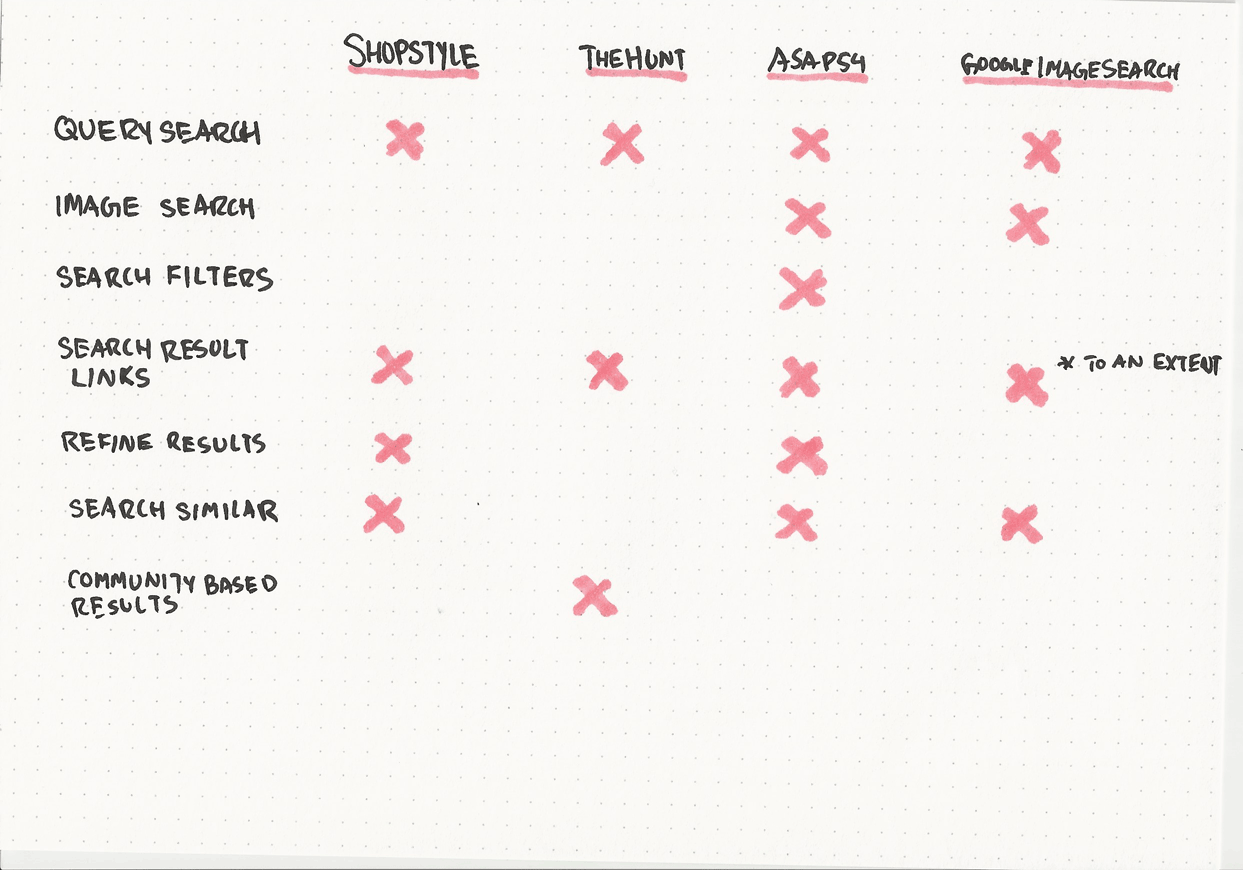 SHOPSTYLE THEHUNT ASAPS4 GOOGLE IMAGESEARCH
QUERY SEARCH
IMAGE SEARCH
SEARCH FILTERS
SEARCH RESULT
LINKS
* TO AN EXTENT
REFINE RESULTS
SEARCH SIMILAR
COMMUNITY BASED
RESULTS